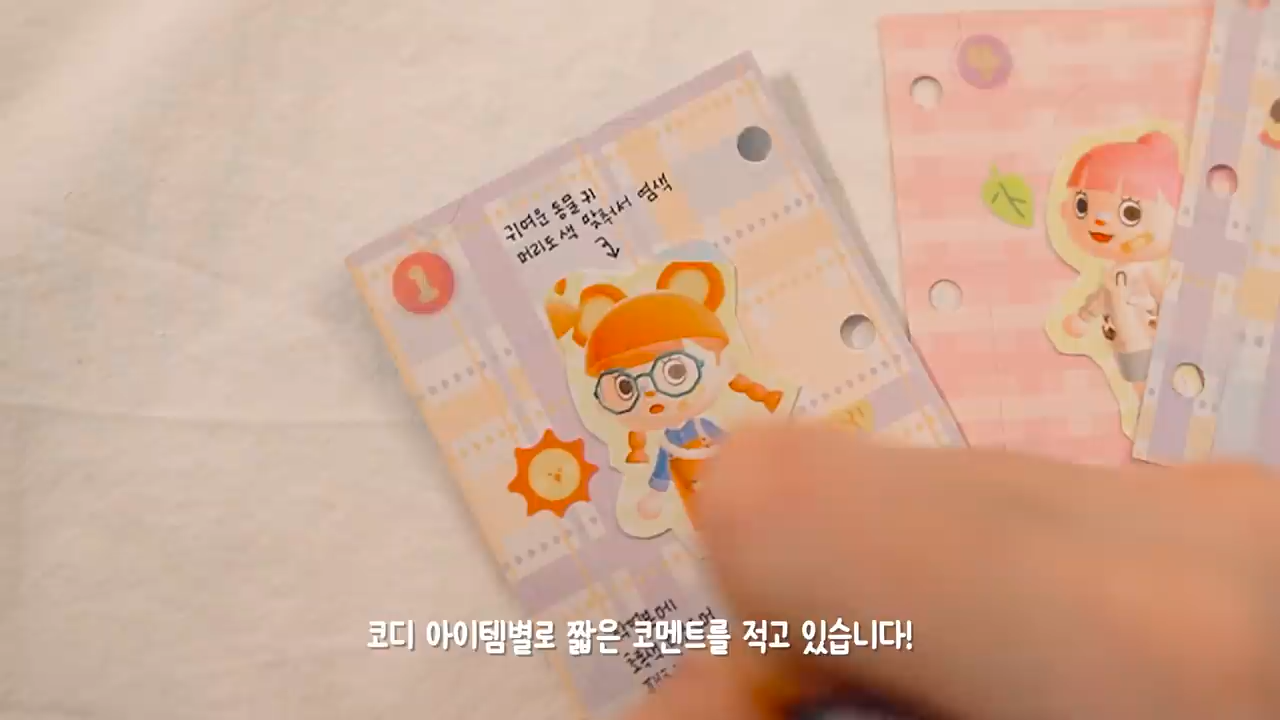 1
귀여운 동물 귀
머리도 색 맞춰서 염색
코디 아이템별로 짧은 코멘트를 적고 있습니다!